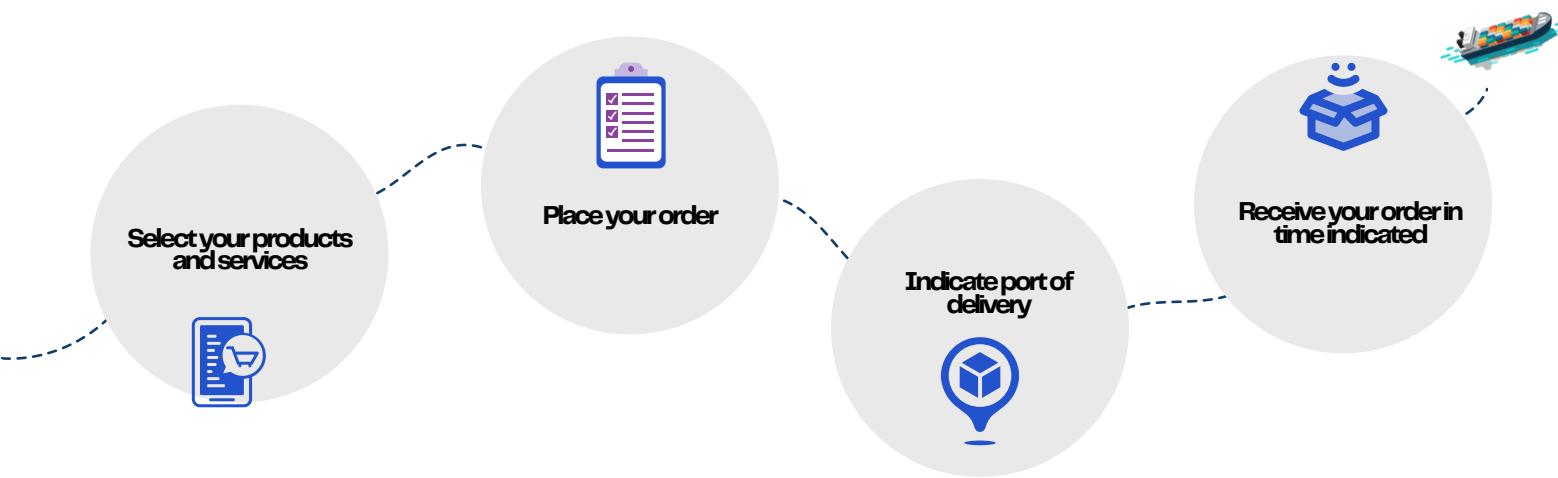 Select your products
and services
Place your order
Indicate port of
delivery
Receive your order in
time indicated